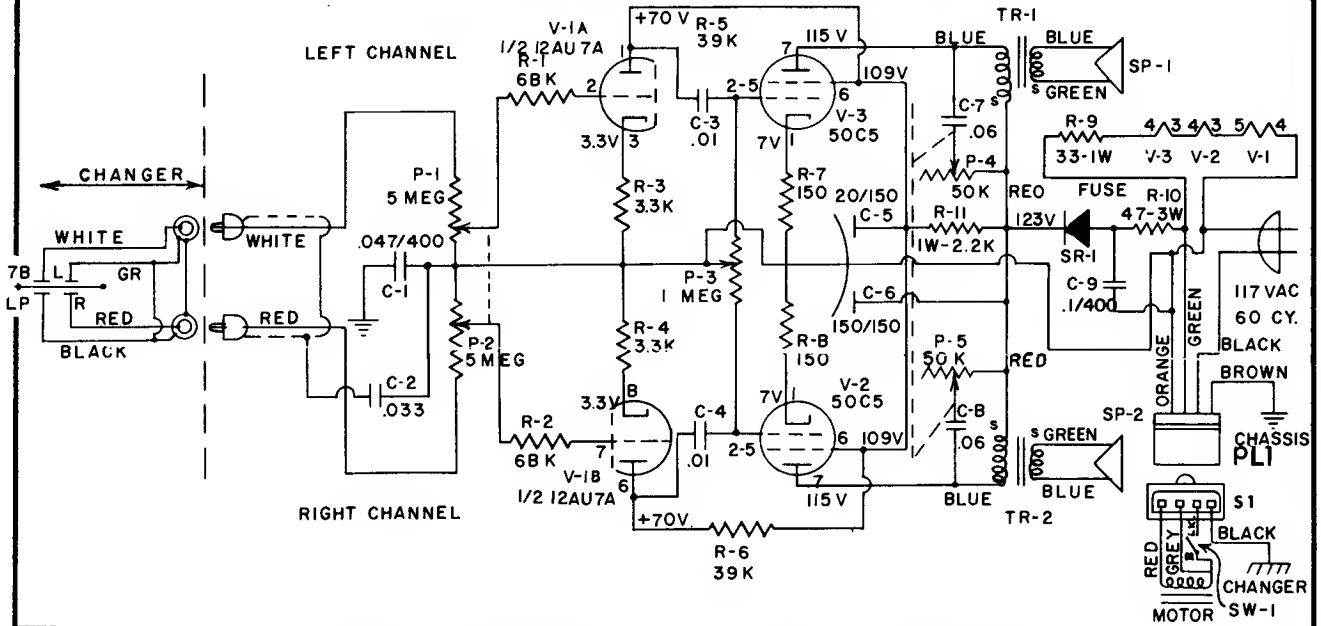 LEFT CHANNEL
V-1A
1/2 12AU7A
+70V
R-5
39K
R-1
68K
1
2
3.3V
3
C-3
.01
2-5
7
115 V
109V
6
V-3
50C5
7V
1
BLUE
TR-1
S
BLUE
S
GREEN
SP-1
C-7
.06
P-4
50K
R-9
33-1W
4 3
V-3
4 3
V-2
5 4
V-1
CHANGER
WHITE
7B
L
GR
LP
R
RED
BLACK
WHITE
RED
P-1
5 MEG
.047/400
C-1
P-2
5 MEG
C-2
.033
R-3
3.3K
R-4
3.3K
P-3
1 MEG
R-7
150
R-8
150
20/150
C-5
C-6
150/150
R-11
1W-2.2K
RED
FUSE
123V
SR-1
R-10
47-3W
C-9
.1/400
117 VAC
60 CY.
ORANGE
GREEN
BLACK
BROWN
CHASSIS
PL1
SP-2
P-5
50K
RED
C-8
.06
S
S
GREEN
BLUE
BLUE
TR-2
R-2
68K
3.3V
8
7
6
V-1B
1/2 12AU7A
C-4
.01
2-5
7V
1
V-2
50C5
6
109V
7
115V
+70V.
R-6
39K
RIGHT CHANNEL
S1
RED
GREY
BLACK
CHANGER
SW-1
MOTOR